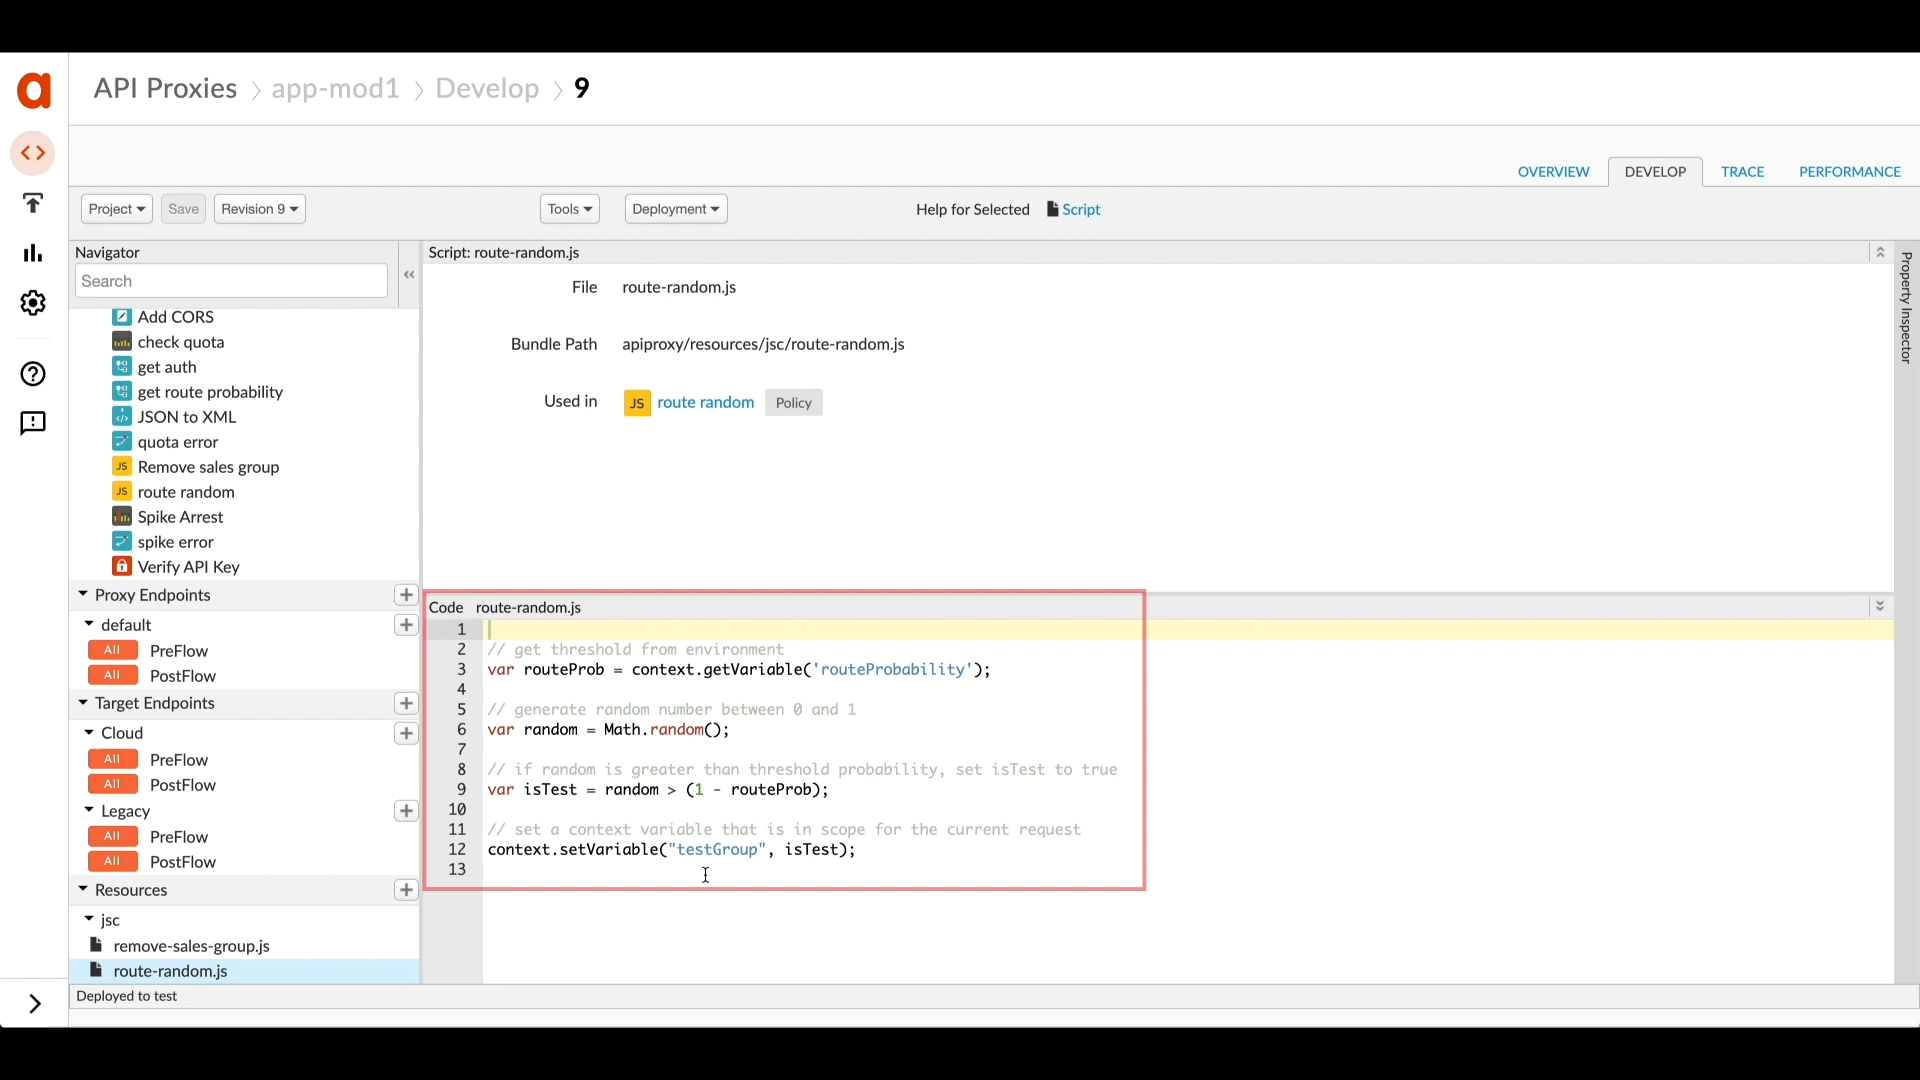 API Proxies > app-mod1 > Develop > 9
OVERVIEW
DEVELOP
TRACE
PERFORMANCE
Project
Save
Revision 9
Tools
Deployment
Help for Selected
Script
Navigator
Search
Add CORS
check quota
get auth
get route probability
JSON to XML
quota error
JS Remove sales group
JS route random
Spike Arrest
spike error
Verify API Key
Proxy Endpoints
default
All PreFlow
All PostFlow
Target Endpoints
Cloud
All PreFlow
All PostFlow
Legacy
All PreFlow
All PostFlow
Resources
jsc
remove-sales-group.js
route-random.js
Script: route-random.js
File route-random.js
Bundle Path apiproxy/resources/jsc/route-random.js
Used in JS route random Policy
Property Inspector
Code route-random.js
1
2 // get threshold from environment
3 var routeProb = context.getVariable('routeProbability');
4
5 // generate random number between 0 and 1
6 var random = Math.random();
7
8 // if random is greater than threshold probability, set isTest to true
9 var isTest = random > (1 - routeProb);
10
11 // set a context variable that is in scope for the current request
12 context.setVariable("testGroup", isTest);
13
Deployed to test